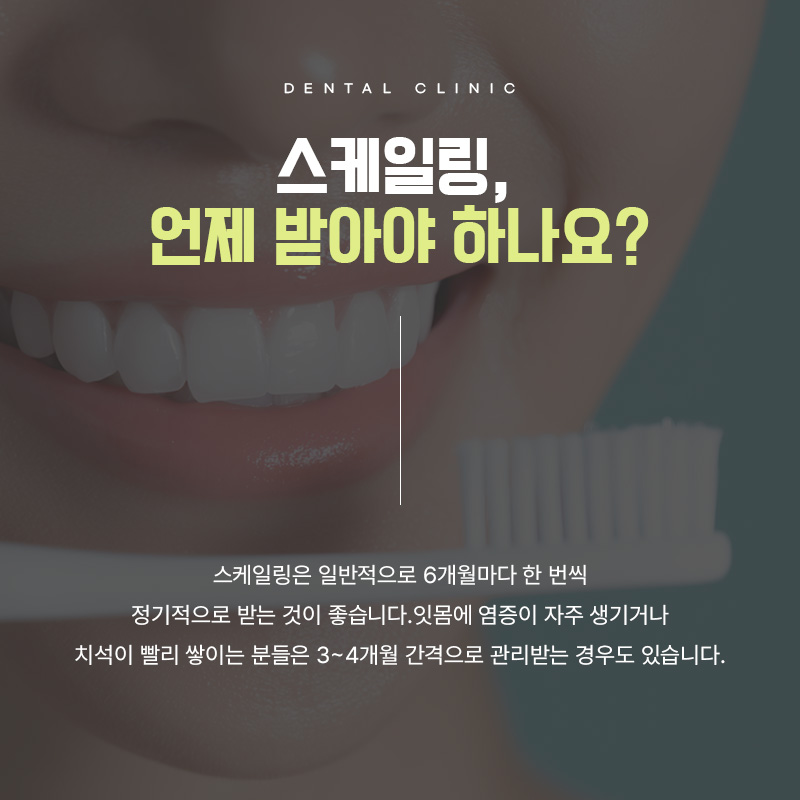 DENTAL CLINIC
스케일링,
언제 받아야 하나요?
스케일링은 일반적으로 6개월마다 한 번씩
정기적으로 받는 것이 좋습니다.잇몸에 염증이 자주 생기거나
치석이 빨리 쌓이는 분들은 3~4개월 간격으로 관리받는 경우도 있습니다.